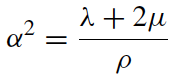 α² = (λ + 2μ) / ρ